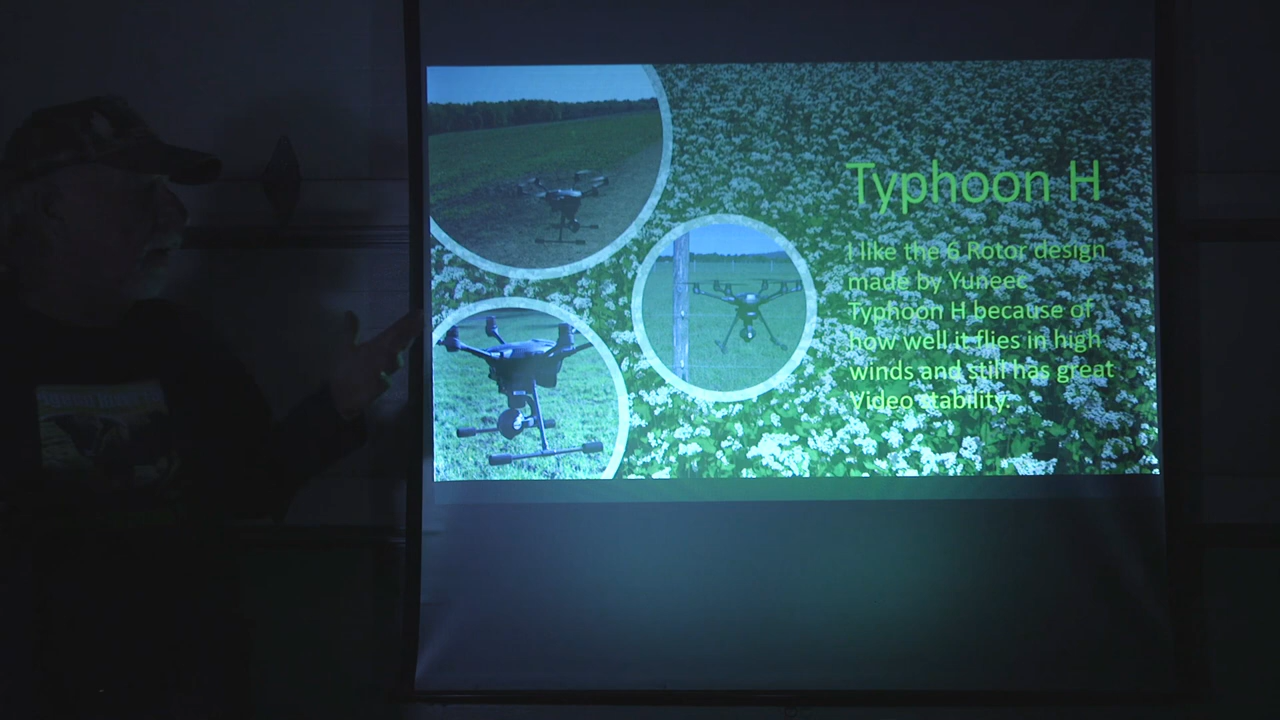 Typhoon H
I like the 6 Rotor design
made by Yuneec
Typhoon H because of
how well it flies in high
winds and still has great
Video stability.